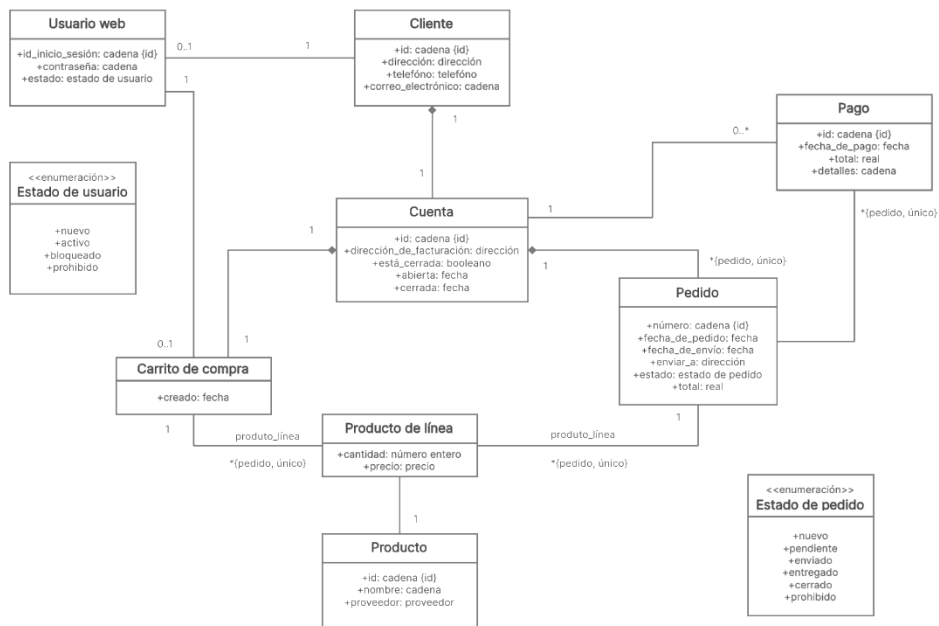 Usuario web
+id_inicio_sesión: cadena {id}
+contraseña: cadena
+estado: estado de usuario
0..1
1
1
Cliente
+id: cadena {id}
+dirección: dirección
+telefóno: telefóno
+correo_electrónico: cadena
1
1
Pago
+id: cadena {id}
+fecha_de_pago: fecha
+total: real
+detalles: cadena
0..*
1
*{pedido, único}
<<enumeración>>
Estado de usuario
+nuevo
+activo
+bloqueado
+prohibido
Cuenta
+id: cadena {id}
+dirección_de_facturación: dirección
+está_cerrada: booleano
+abierta: fecha
+cerrada: fecha
1
1
*{pedido, único}
Pedido
+número: cadena {id}
+fecha_de_pedido: fecha
+fecha_de_envío: fecha
+enviar_a: dirección
+estado: estado de pedido
+total: real
1
1
0..1
1
Carrito de compra
+creado: fecha
1
produto_línea
*{pedido, único}
Producto de línea
+cantidad: número entero
+precio: precio
produto_línea
*{pedido, único}
1
Producto
+id: cadena {id}
+nombre: cadena
+proveedor: proveedor
<<enumeración>>
Estado de pedido
+nuevo
+pendiente
+enviado
+entregado
+cerrado
+prohibido